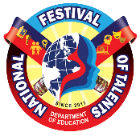 NATIONAL
FESTIVAL
OF TALENTS
SINCE 2011
DEPARTMENT
OF EDUCATION